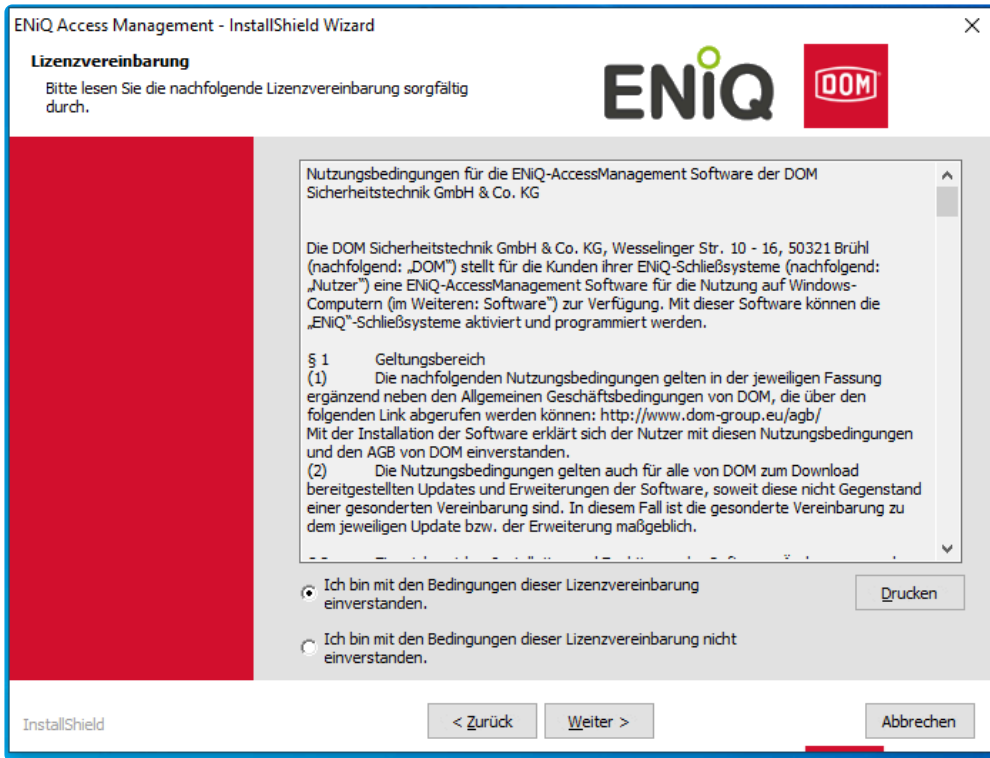 ENiQ Access Management - InstallShield Wizard
Lizenzvereinbarung
Bitte lesen Sie die nachfolgende Lizenzvereinbarung sorgfältig
durch.
ENiQ
DOM
Nutzungsbedingungen für die ENiQ-AccessManagement Software der DOM
Sicherheitstechnik GmbH & Co. KG
Die DOM Sicherheitstechnik GmbH & Co. KG, Wesselinger Str. 10 - 16, 50321 Brühl
(nachfolgend: „DOM“) stellt für die Kunden ihrer ENiQ-Schließsysteme (nachfolgend:
„Nutzer“) eine ENiQ-AccessManagement Software für die Nutzung auf Windows-
Computern (im Weiteren: Software“) zur Verfügung. Mit dieser Software können die
„ENiQ“-Schließsysteme aktiviert und programmiert werden.
§ 1 Geltungsbereich
(1) Die nachfolgenden Nutzungsbedingungen gelten in der jeweiligen Fassung
ergänzend neben den Allgemeinen Geschäftsbedingungen von DOM, die über den
folgenden Link abgerufen werden können: http://www.dom-group.eu/agb/
Mit der Installation der Software erklärt sich der Nutzer mit diesen Nutzungsbedingungen
und den AGB von DOM einverstanden.
(2) Die Nutzungsbedingungen gelten auch für alle von DOM zum Download
bereitgestellten Updates und Erweiterungen der Software, soweit diese nicht Gegenstand
einer gesonderten Vereinbarung sind. In diesem Fall ist die gesonderte Vereinbarung zu
dem jeweiligen Update bzw. der Erweiterung maßgeblich.
Ich bin mit den Bedingungen dieser Lizenzvereinbarung
einverstanden.
Drucken
Ich bin mit den Bedingungen dieser Lizenzvereinbarung nicht
einverstanden.
InstallShield
< Zurück
Weiter >
Abbrechen